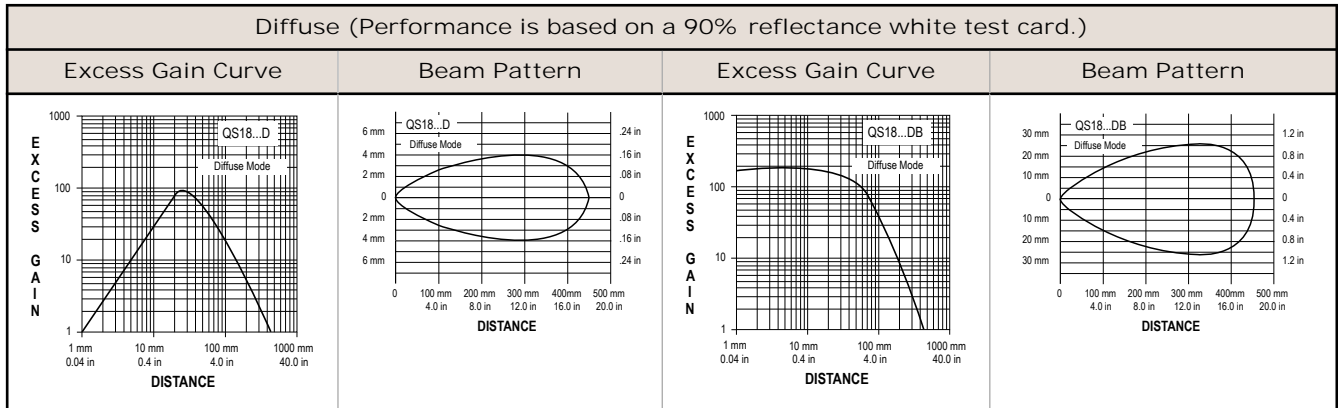 Diffuse (Performance is based on a 90% reflectance white test card.)
Excess Gain Curve
Beam Pattern
Excess Gain Curve
Beam Pattern
1000
100
10
1
EXCESS GAIN
QS18...D
Diffuse Mode
1 mm 10 mm 100 mm 1000 mm
0.04 in 0.4 in 4.0 in 40.0 in
DISTANCE
QS18...D
Diffuse Mode
6 mm .24 in
4 mm .16 in
2 mm .08 in
0 0
2 mm .08 in
4 mm .16 in
6 mm .24 in
0 100 mm 200 mm 300 mm 400mm 500 mm
4.0 in 8.0 in 12.0 in 16.0 in 20.0 in
DISTANCE
1000
100
10
1
EXCESS GAIN
QS18...DB
Diffuse Mode
1 mm 10 mm 100 mm 1000 mm
0.04 in 0.4 in 4.0 in 40.0 in
DISTANCE
QS18...DB
Diffuse Mode
30 mm 1.2 in
20 mm 0.8 in
10 mm 0.4 in
0 0
10 mm 0.4 in
20 mm 0.8 in
30 mm 1.2 in
0 100 mm 200 mm 300 mm 400 mm 500 mm
4.0 in 8.0 in 12.0 in 16.0 in 20.0 in
DISTANCE